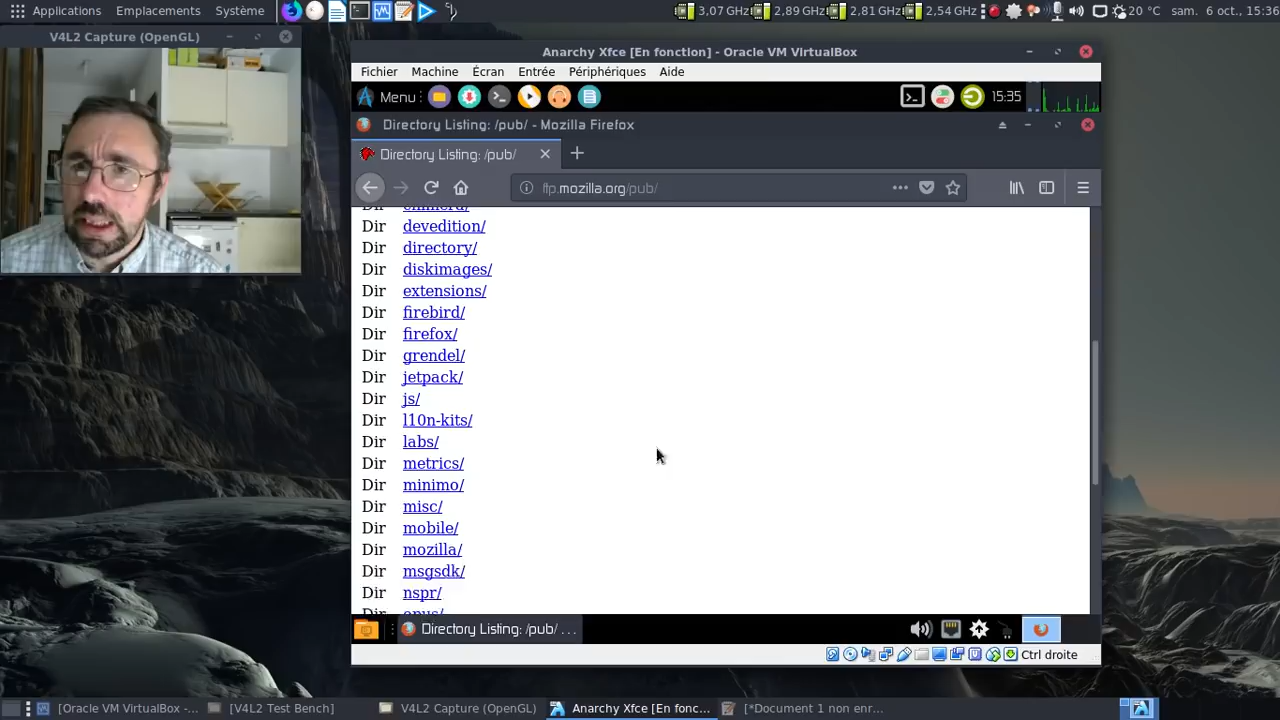 Applications Emplacements Système 3,07 GHz 2,89 GHz 2,81 GHz 2,54 GHz 20 °C sam. 6 oct., 15:36
V4L2 Capture (OpenGL)
Anarchy Xfce [En fonction] - Oracle VM VirtualBox
Fichier Machine Écran Entrée Périphériques Aide
Menu 15:35
Directory Listing: /pub/ - Mozilla Firefox
Directory Listing: /pub/
ftp.mozilla.org/pub/
Dir devedition/
Dir directory/
Dir diskimages/
Dir extensions/
Dir firebird/
Dir firefox/
Dir grendel/
Dir jetpack/
Dir js/
Dir l10n-kits/
Dir labs/
Dir metrics/
Dir minimo/
Dir misc/
Dir mobile/
Dir mozilla/
Dir msgsdk/
Dir nspr/
Dir opus/
Directory Listing: /pub/ ...
Ctrl droite
[Oracle VM VirtualBox -... [V4L2 Test Bench] V4L2 Capture (OpenGL) Anarchy Xfce [En fonc... [*Document 1 non enr...